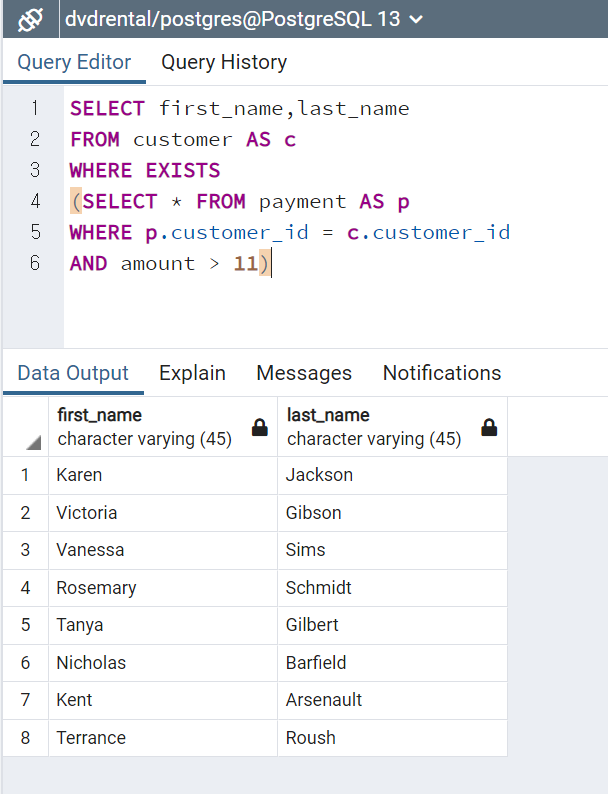 dvdrental/postgres@PostgreSQL 13
Query Editor Query History
1 SELECT first_name,last_name
2 FROM customer AS c
3 WHERE EXISTS
4 (SELECT * FROM payment AS p
5 WHERE p.customer_id = c.customer_id
6 AND amount > 11)
Data Output Explain Messages Notifications
first_name last_name
character varying (45) character varying (45)
1 Karen Jackson
2 Victoria Gibson
3 Vanessa Sims
4 Rosemary Schmidt
5 Tanya Gilbert
6 Nicholas Barfield
7 Kent Arsenault
8 Terrance Roush